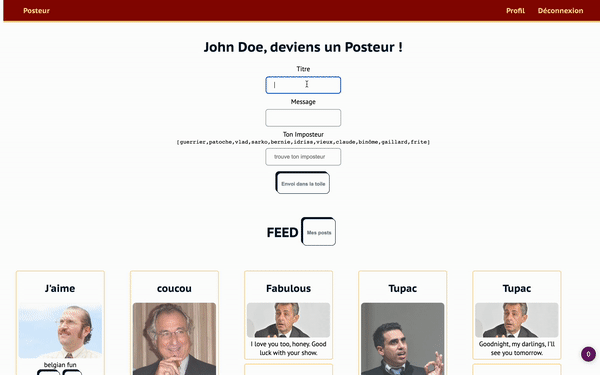 Posteur
Profil
Déconnexion
John Doe, deviens un Posteur !
Titre
Message
Ton Imposteur
[guerrier,patoche,vlad,sarko,bernie,idriss,vieux,claude,binôme,gaillard,frite]
trouve ton imposteur
Envoi dans la toile
FEED
Mes posts
J'aime
coucou
Fabulous
Tupac
Tupac
belgian fun
I love you too, honey. Good
luck with your show.
Goodnight, my darlings, I'll
see you tomorrow.